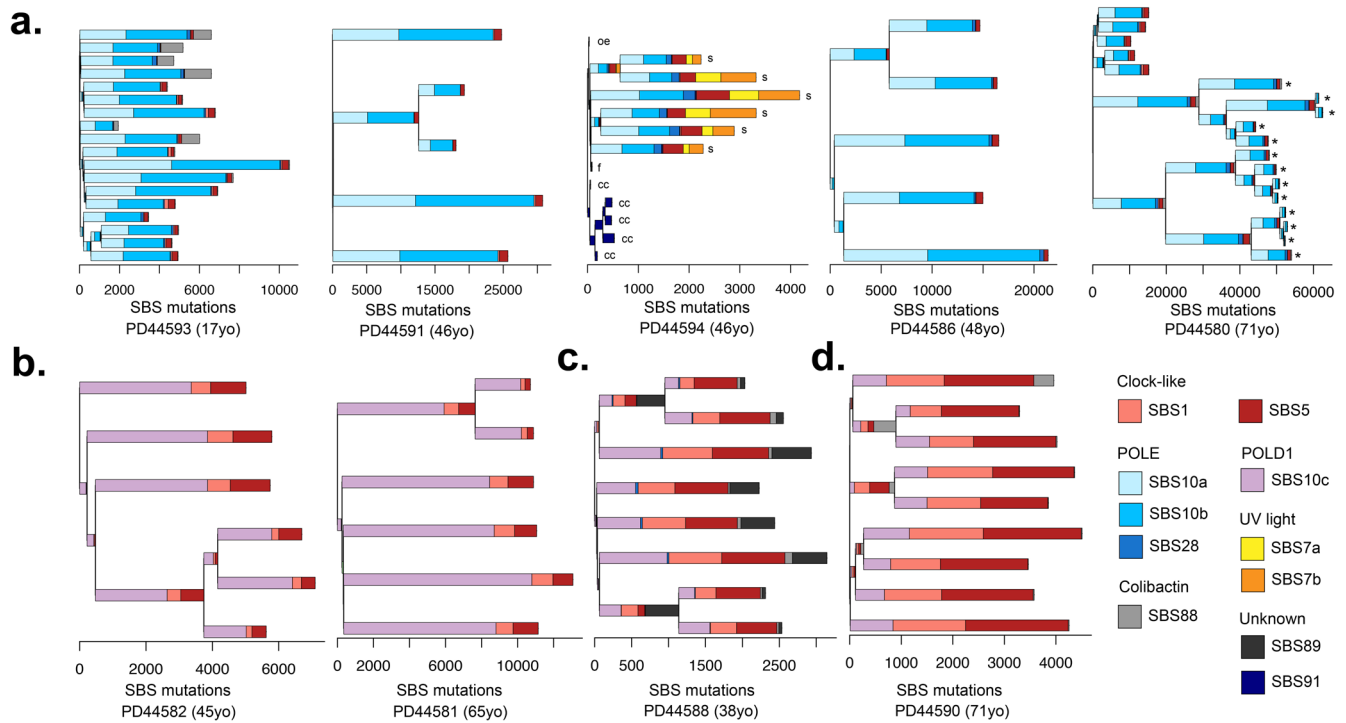 a.
0 2000 6000 10000
SBS mutations
PD44593 (17yo)
0 5000 15000 25000
SBS mutations
PD44591 (46yo)
oe
s
s
s
s
s
s
f
cc
cc
cc
cc
cc
0 1000 2000 3000 4000
SBS mutations
PD44594 (46yo)
0 5000 10000 15000 20000
SBS mutations
PD44586 (48yo)
*
*
*
*
*
*
*
*
*
*
*
*
*
0 20000 40000 60000
SBS mutations
PD44580 (71yo)
b.
0 2000 4000 6000
SBS mutations
PD44582 (45yo)
0 2000 6000 10000
SBS mutations
PD44581 (65yo)
c.
0 500 1500 2500
SBS mutations
PD44588 (38yo)
d.
0 1000 2000 3000 4000
SBS mutations
PD44590 (71yo)
Clock-like
SBS1 SBS5
POLE POLD1
SBS10a SBS10c
SBS10b UV light
SBS28 SBS7a
SBS7b
Colibactin
SBS88
Unknown
SBS89
SBS91